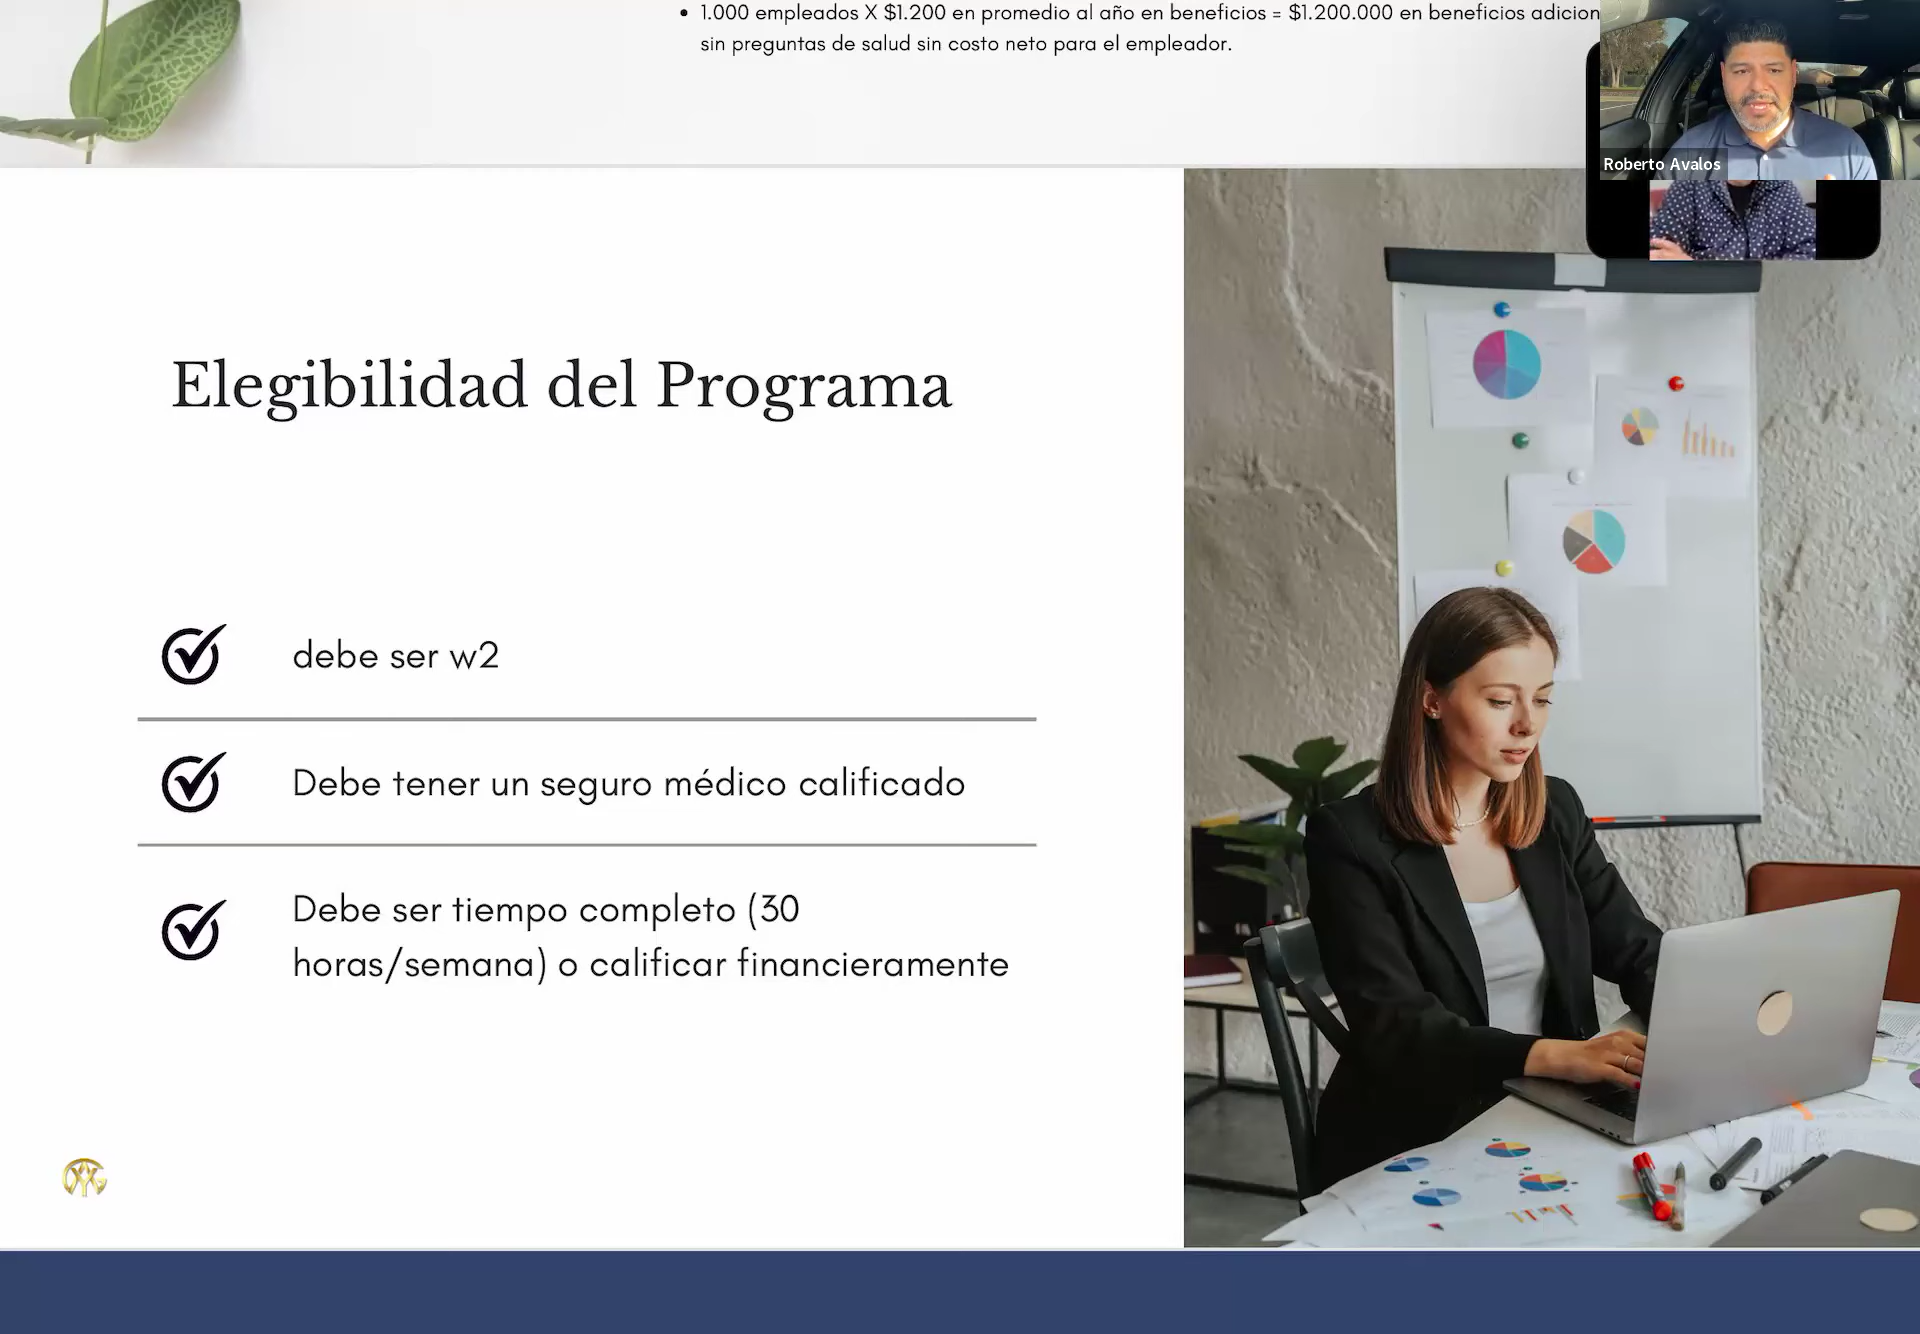 1.000 empleados X $1.200 en promedio al año en beneficios = $1.200.000 en beneficios adicion
sin preguntas de salud sin costo neto para el empleador.
Roberto Avalos
Elegibilidad del Programa
debe ser w2
Debe tener un seguro médico calificado
Debe ser tiempo completo (30
horas/semana) o calificar financieramente